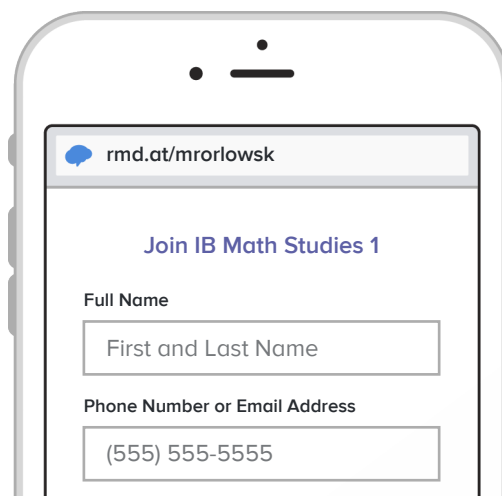 rmd.at/mrorlowsk
Join IB Math Studies 1
Full Name
First and Last Name
Phone Number or Email Address
(555) 555-5555